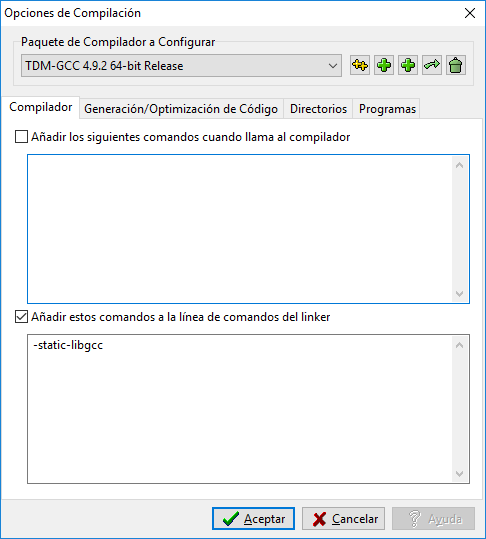 Opciones de Compilación
Paquete de Compilador a Configurar
TDM-GCC 4.9.2 64-bit Release
Compilador Generación/Optimización de Código Directorios Programas
Añadir los siguientes comandos cuando llama al compilador
Añadir estos comandos a la línea de comandos del linker
-static-libgcc
Aceptar Cancelar Ayuda